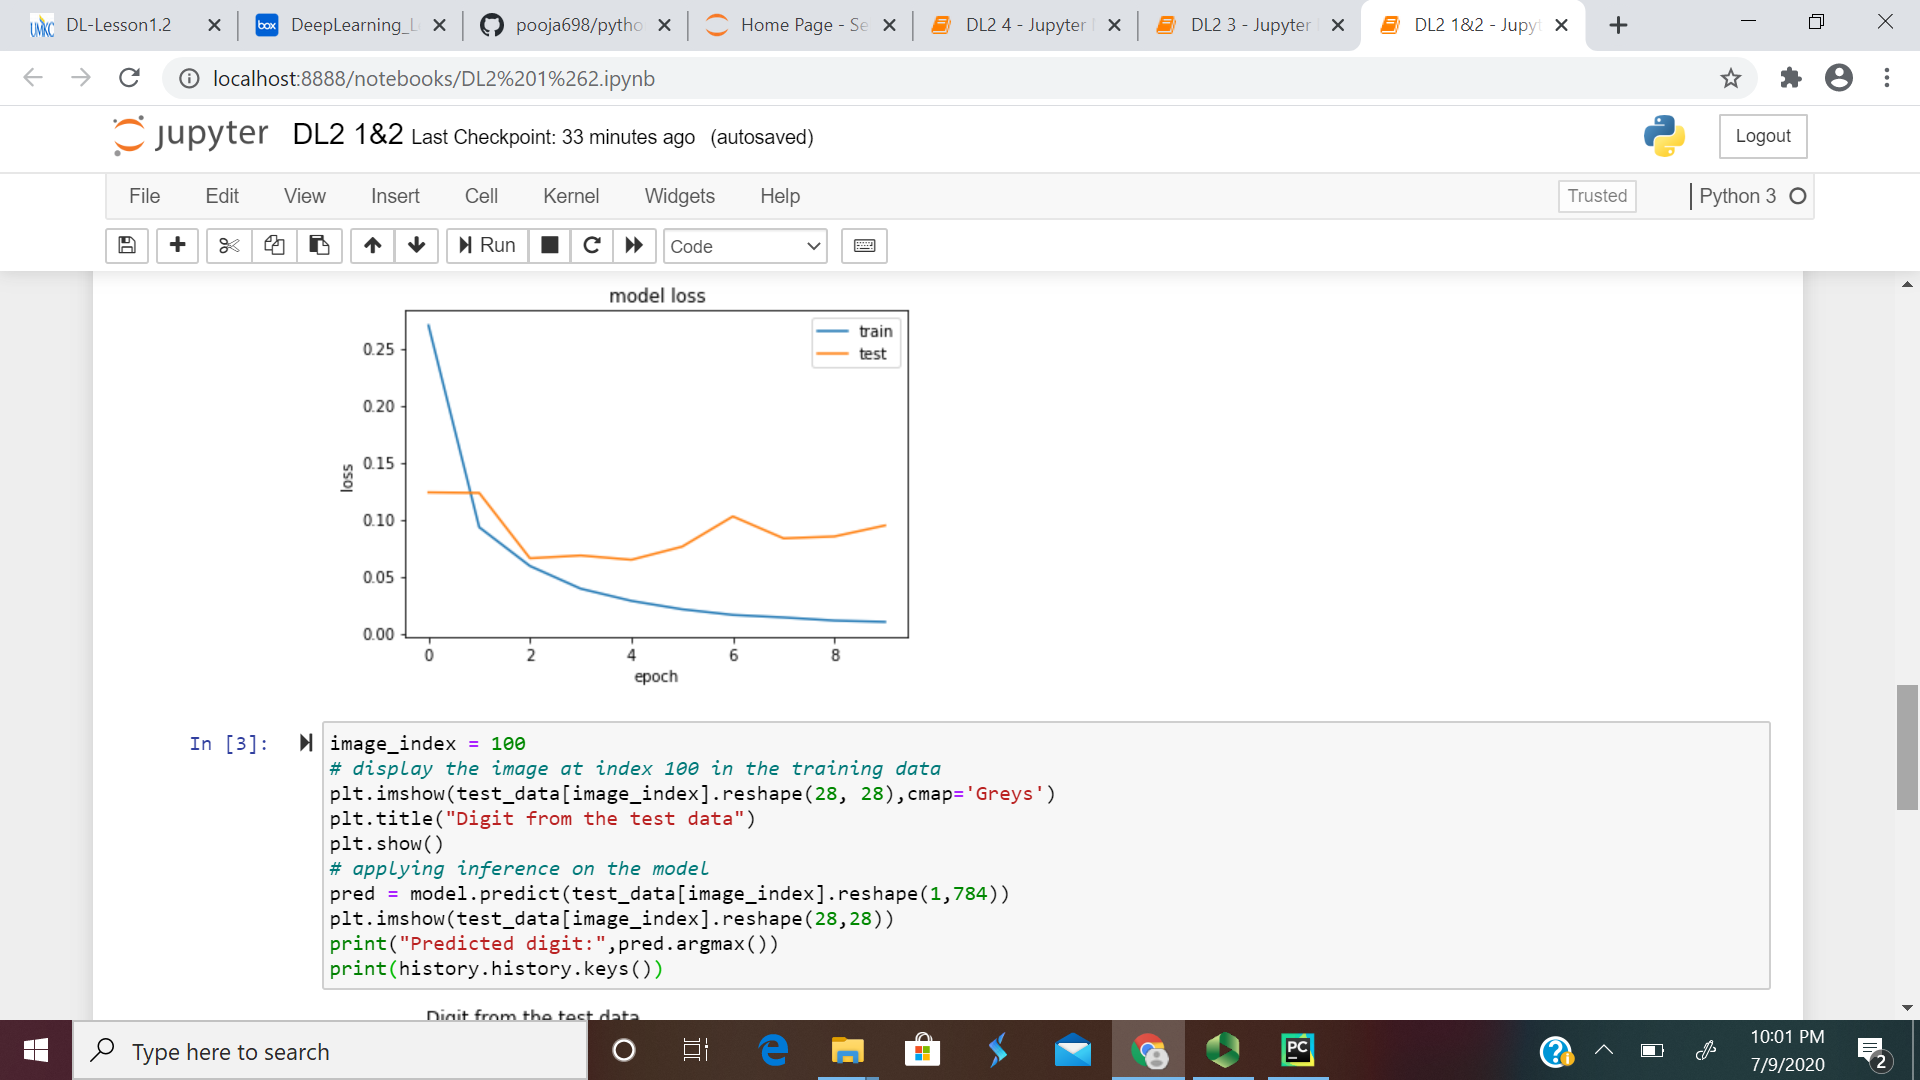 DL-Lesson1.2
DeepLearning_L
pooja698/pytho
Home Page - Se
DL2 4 - Jupyter
DL2 3 - Jupyter
DL2 1&2 - Jupyt
localhost:8888/notebooks/DL2%201%262.ipynb
jupyter DL2 1&2 Last Checkpoint: 33 minutes ago (autosaved)
Logout
File Edit View Insert Cell Kernel Widgets Help
Trusted
Python 3
Run
Code
model loss
train
test
0.25
0.20
0.15
0.10
0.05
0.00
loss
0 2 4 6 8
epoch
In [3]:
image_index = 100
# display the image at index 100 in the training data
plt.imshow(test_data[image_index].reshape(28, 28),cmap='Greys')
plt.title("Digit from the test data")
plt.show()
# applying inference on the model
pred = model.predict(test_data[image_index].reshape(1,784))
plt.imshow(test_data[image_index].reshape(28,28))
print("Predicted digit:",pred.argmax())
print(history.history.keys())
Digit from the test data
Type here to search
PC
10:01 PM
7/9/2020
2
UMKC
box